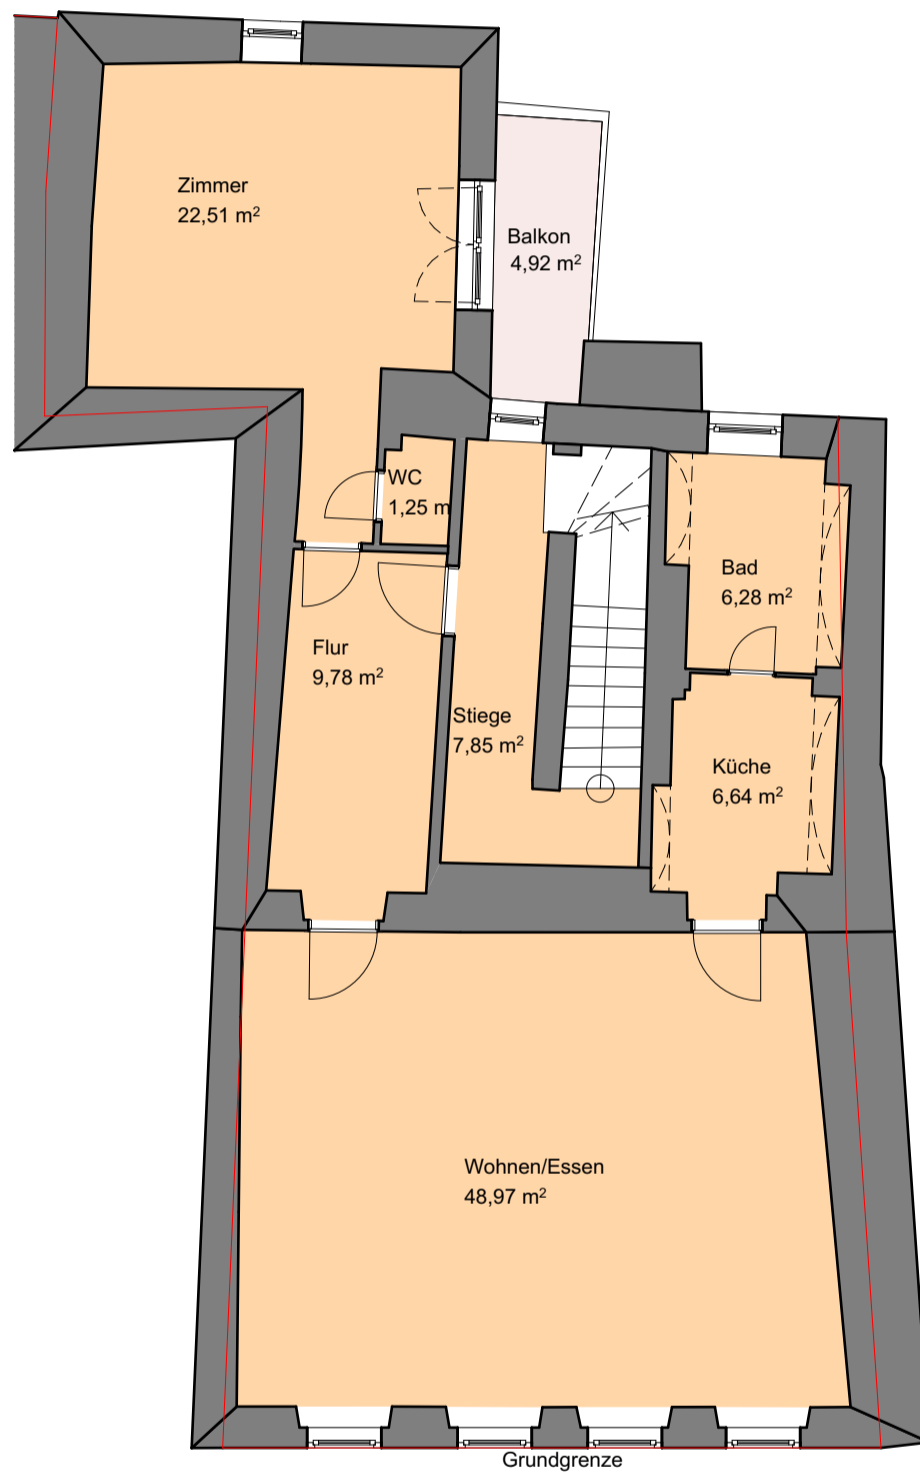 Zimmer
22,51 m²
Balkon
4,92 m²
WC
1,25 m
Bad
6,28 m²
Flur
9,78 m²
Stiege
7,85 m²
Küche
6,64 m²
Wohnen/Essen
48,97 m²
Grundgrenze